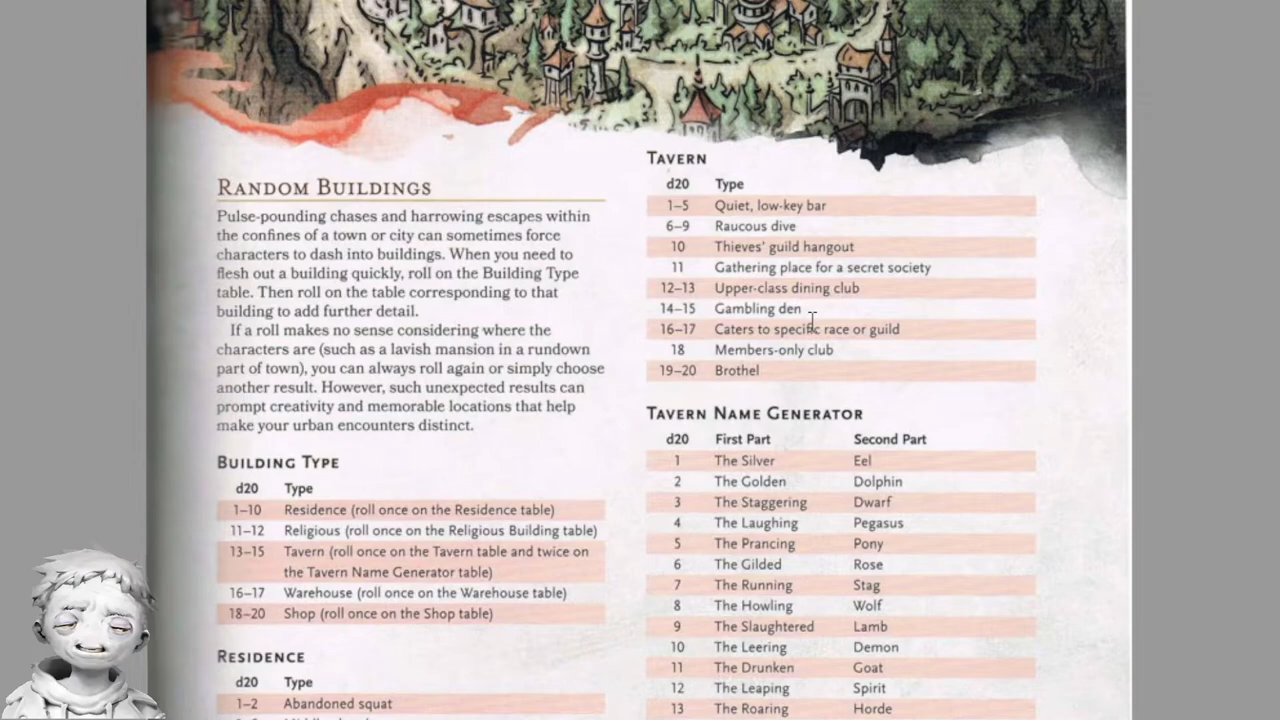 RANDOM BUILDINGS
Pulse-pounding chases and harrowing escapes within
the confines of a town or city can sometimes force
characters to dash into buildings. When you need to
flesh out a building quickly, roll on the Building Type
table. Then roll on the table corresponding to that
building to add further detail.
If a roll makes no sense considering where the
characters are (such as a lavish mansion in a rundown
part of town), you can always roll again or simply choose
another result. However, such unexpected results can
prompt creativity and memorable locations that help
make your urban encounters distinct.
BUILDING TYPE
d20 Type
1–10 Residence (roll once on the Residence table)
11–12 Religious (roll once on the Religious Building table)
13–15 Tavern (roll once on the Tavern table and twice on
the Tavern Name Generator table)
16–17 Warehouse (roll once on the Warehouse table)
18–20 Shop (roll once on the Shop table)
RESIDENCE
d20 Type
1–2 Abandoned squat
TAVERN
d20 Type
1–5 Quiet, low-key bar
6–9 Raucous dive
10 Thieves' guild hangout
11 Gathering place for a secret society
12–13 Upper-class dining club
14–15 Gambling den
16–17 Caters to specific race or guild
18 Members-only club
19–20 Brothel
TAVERN NAME GENERATOR
d20 First Part Second Part
1 The Silver Eel
2 The Golden Dolphin
3 The Staggering Dwarf
4 The Laughing Pegasus
5 The Prancing Pony
6 The Gilded Rose
7 The Running Stag
8 The Howling Wolf
9 The Slaughtered Lamb
10 The Leering Demon
11 The Drunken Goat
12 The Leaping Spirit
13 The Roaring Horde